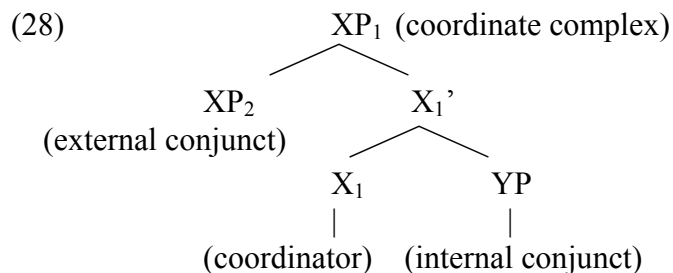 (28) XP₁ (coordinate complex)
XP₂ X₁’
(external conjunct)
X₁ YP
(coordinator) (internal conjunct)